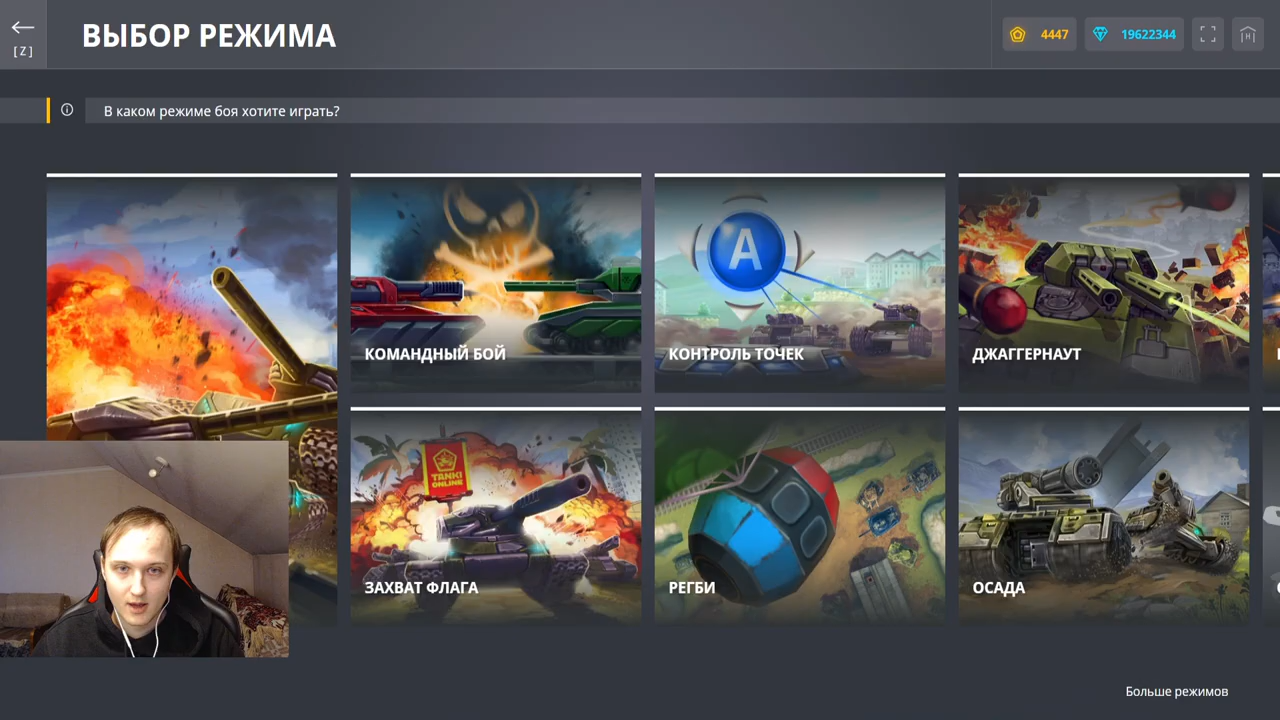 [Z]
ВЫБОР РЕЖИМА
4447
19622344
В каком режиме боя хотите играть?
A
КОМАНДНЫЙ БОЙ
КОНТРОЛЬ ТОЧЕК
ДЖАГГЕРНАУТ
TANKI
ONLINE
ЗАХВАТ ФЛАГА
РЕГБИ
ОСАДА
Больше режимов